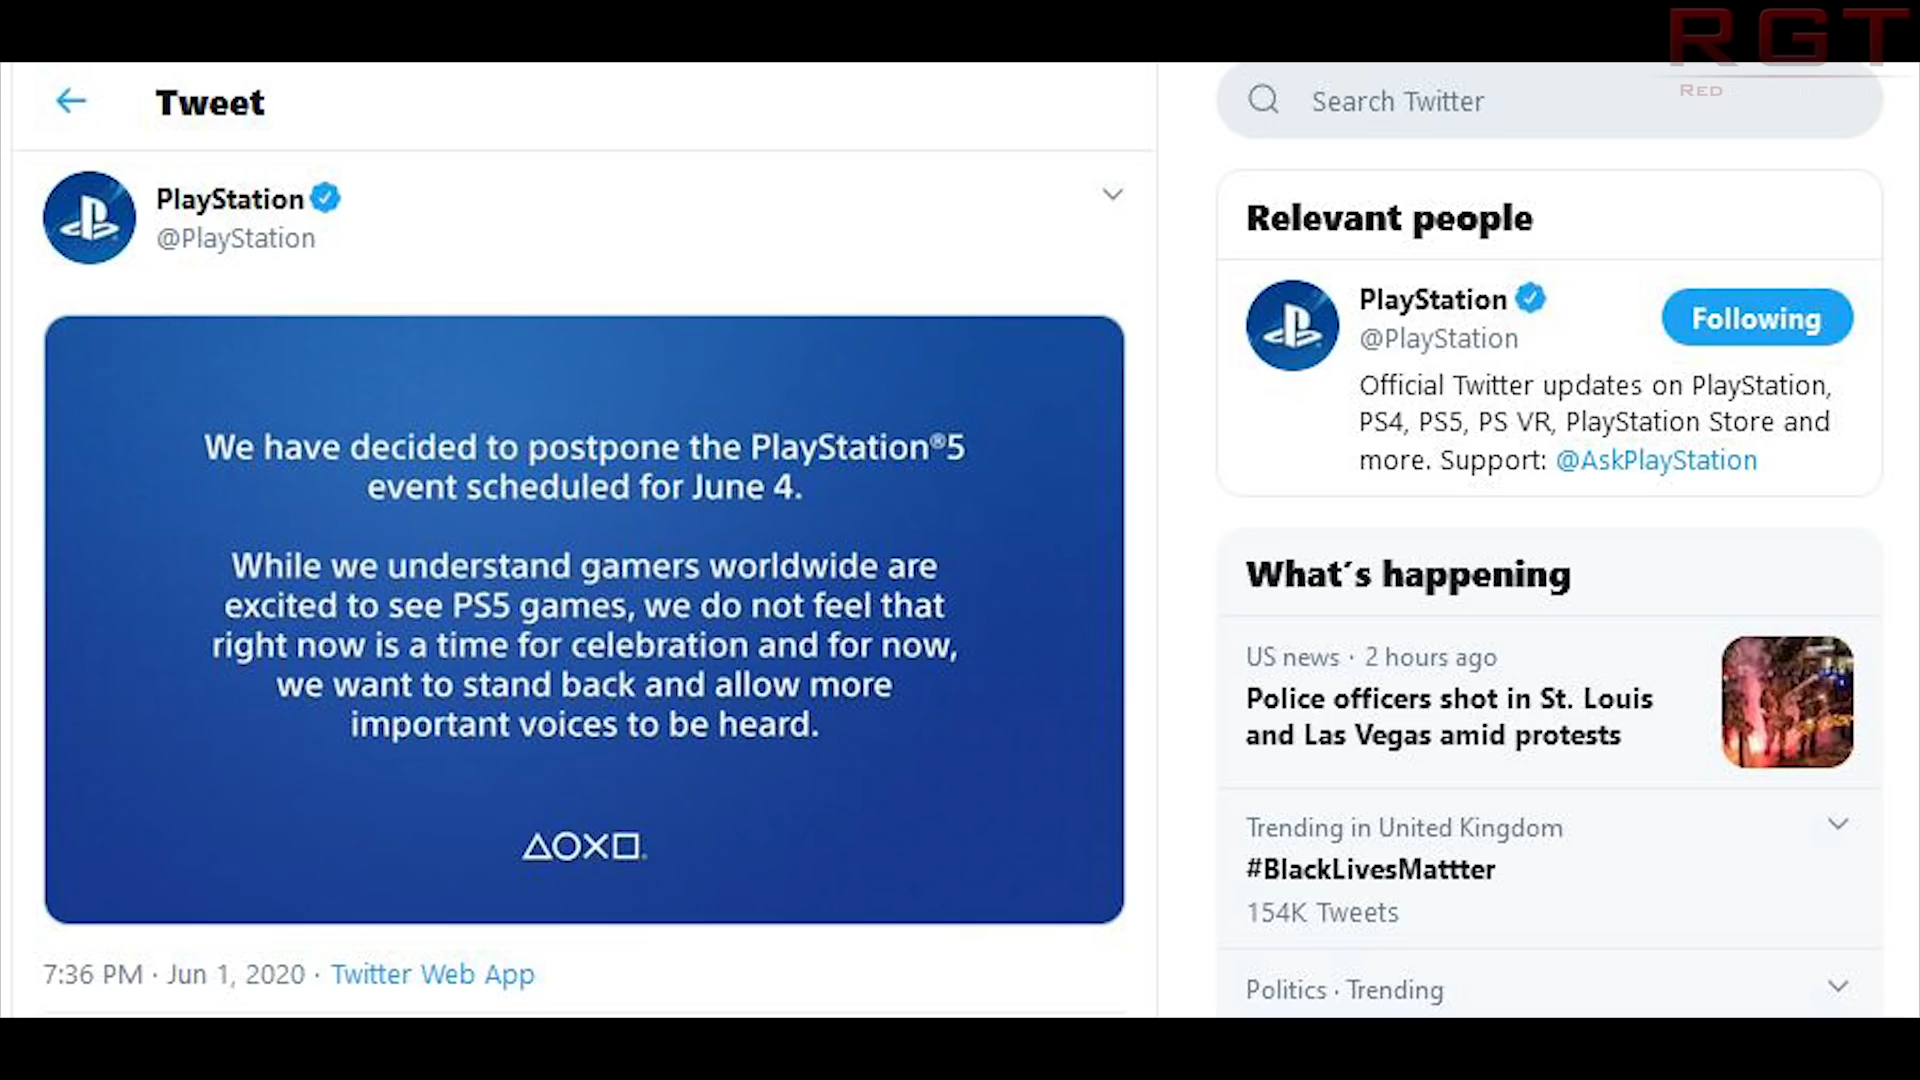 RGT
RED
Tweet
Search Twitter
PlayStation
@PlayStation
We have decided to postpone the PlayStation®5
event scheduled for June 4.
While we understand gamers worldwide are
excited to see PS5 games, we do not feel that
right now is a time for celebration and for now,
we want to stand back and allow more
important voices to be heard.
7:36 PM · Jun 1, 2020 · Twitter Web App
Relevant people
PlayStation
@PlayStation
Following
Official Twitter updates on PlayStation,
PS4, PS5, PS VR, PlayStation Store and
more. Support: @AskPlayStation
What´s happening
US news · 2 hours ago
Police officers shot in St. Louis
and Las Vegas amid protests
Trending in United Kingdom
#BlackLivesMattter
154K Tweets
Politics · Trending